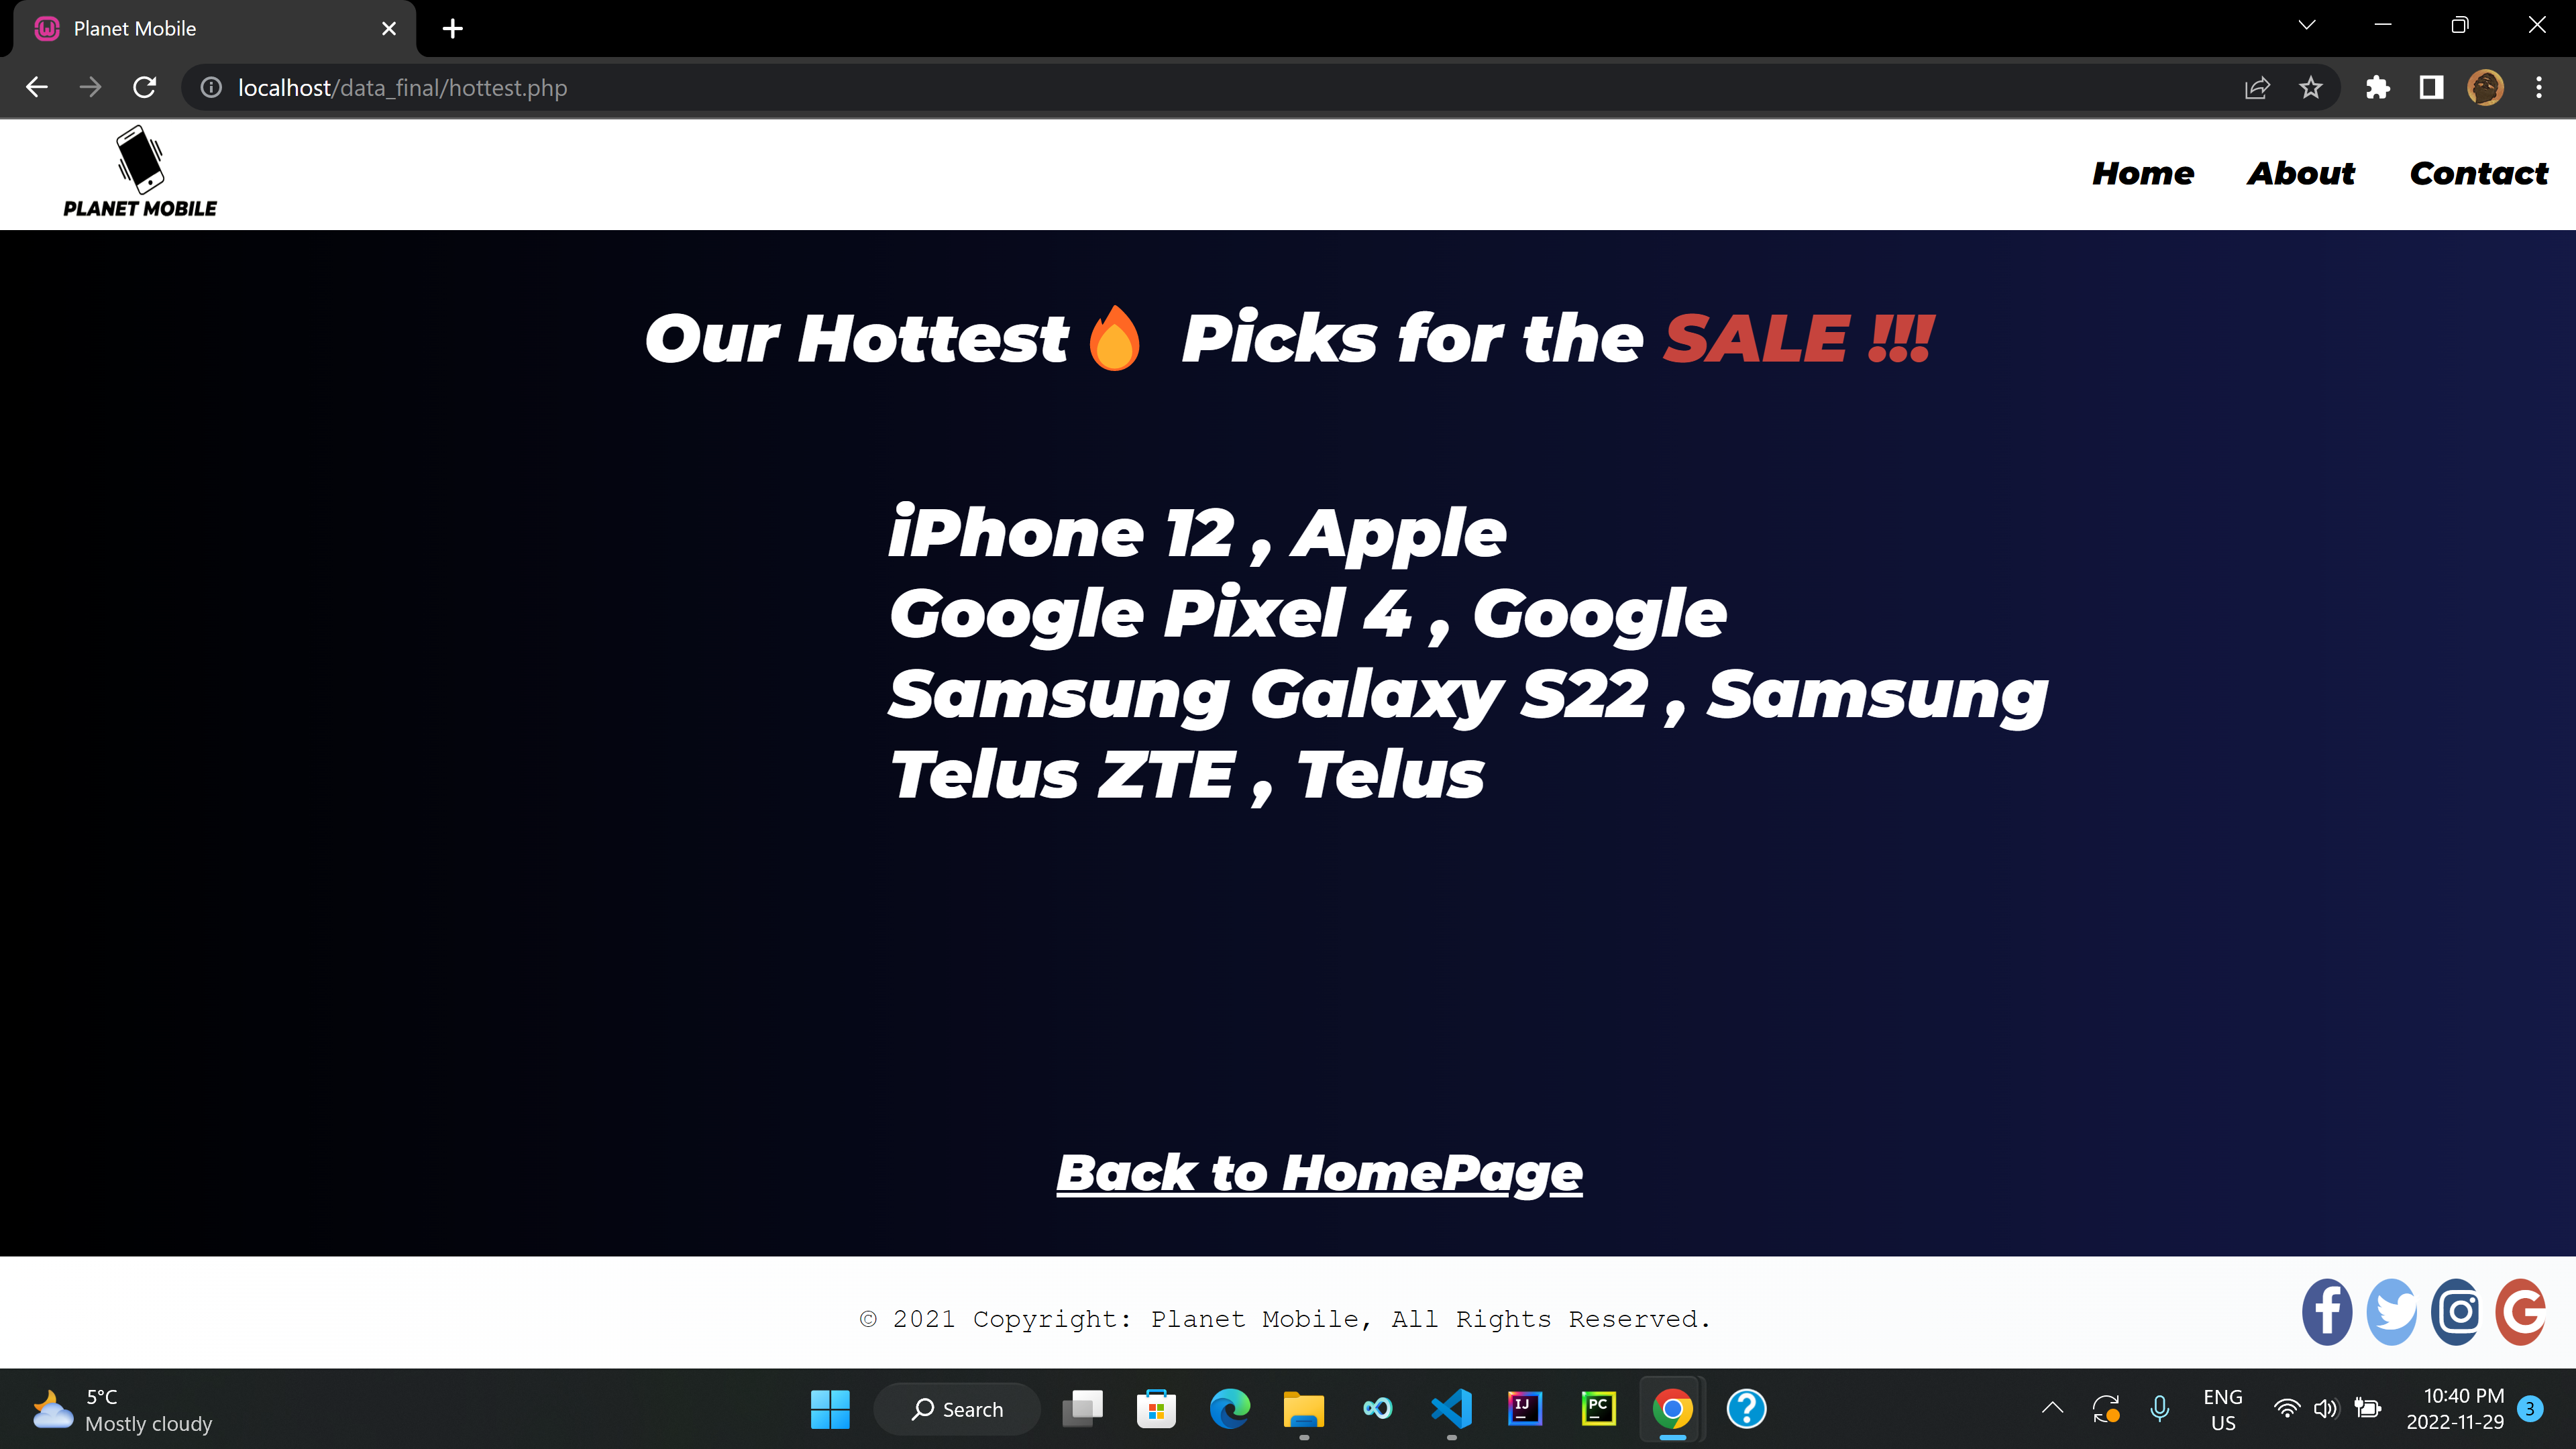 Planet Mobile
localhost/data_final/hottest.php
PLANET MOBILE
Home About Contact
Our Hottest🔥 Picks for the SALE !!!
iPhone 12 , Apple
Google Pixel 4 , Google
Samsung Galaxy S22 , Samsung
Telus ZTE , Telus
Back to HomePage
© 2021 Copyright: Planet Mobile, All Rights Reserved.
5°C
Mostly cloudy
Search
IJ
PC
ENG
US
10:40 PM
2022-11-29
3